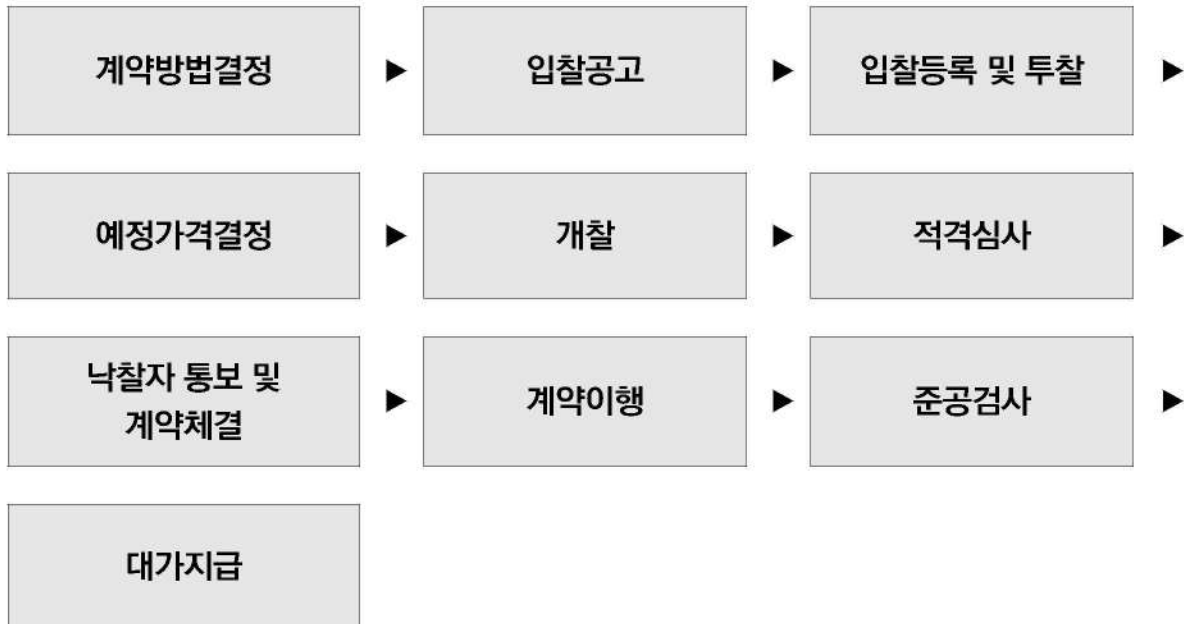 계약방법결정 ▶ 입찰공고 ▶ 입찰등록 및 투찰 ▶
예정가격결정 ▶ 개찰 ▶ 적격심사 ▶
낙찰자 통보 및
계약체결 ▶ 계약이행 ▶ 준공검사 ▶
대가지급